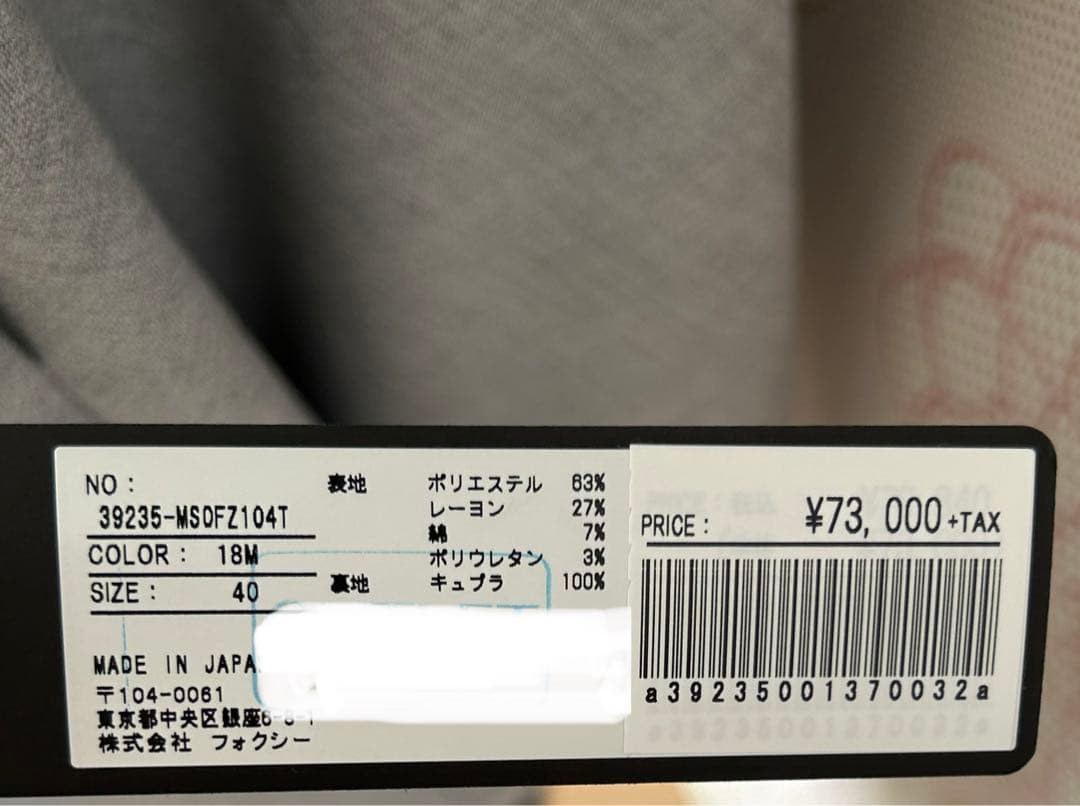 NO :
39235-MSOFZ104T
COLOR : 18M
SIZE : 40
表地 ポリエステル 63%
レーヨン 27%
綿 7%
ポリウレタン 3%
裏地 キュプラ 100%
MADE IN JAPA
〒104-0061
東京都中央区銀座6-8-1
株式会社 フォクシー
PRICE : ¥73,000+TAX
a39235001370032a